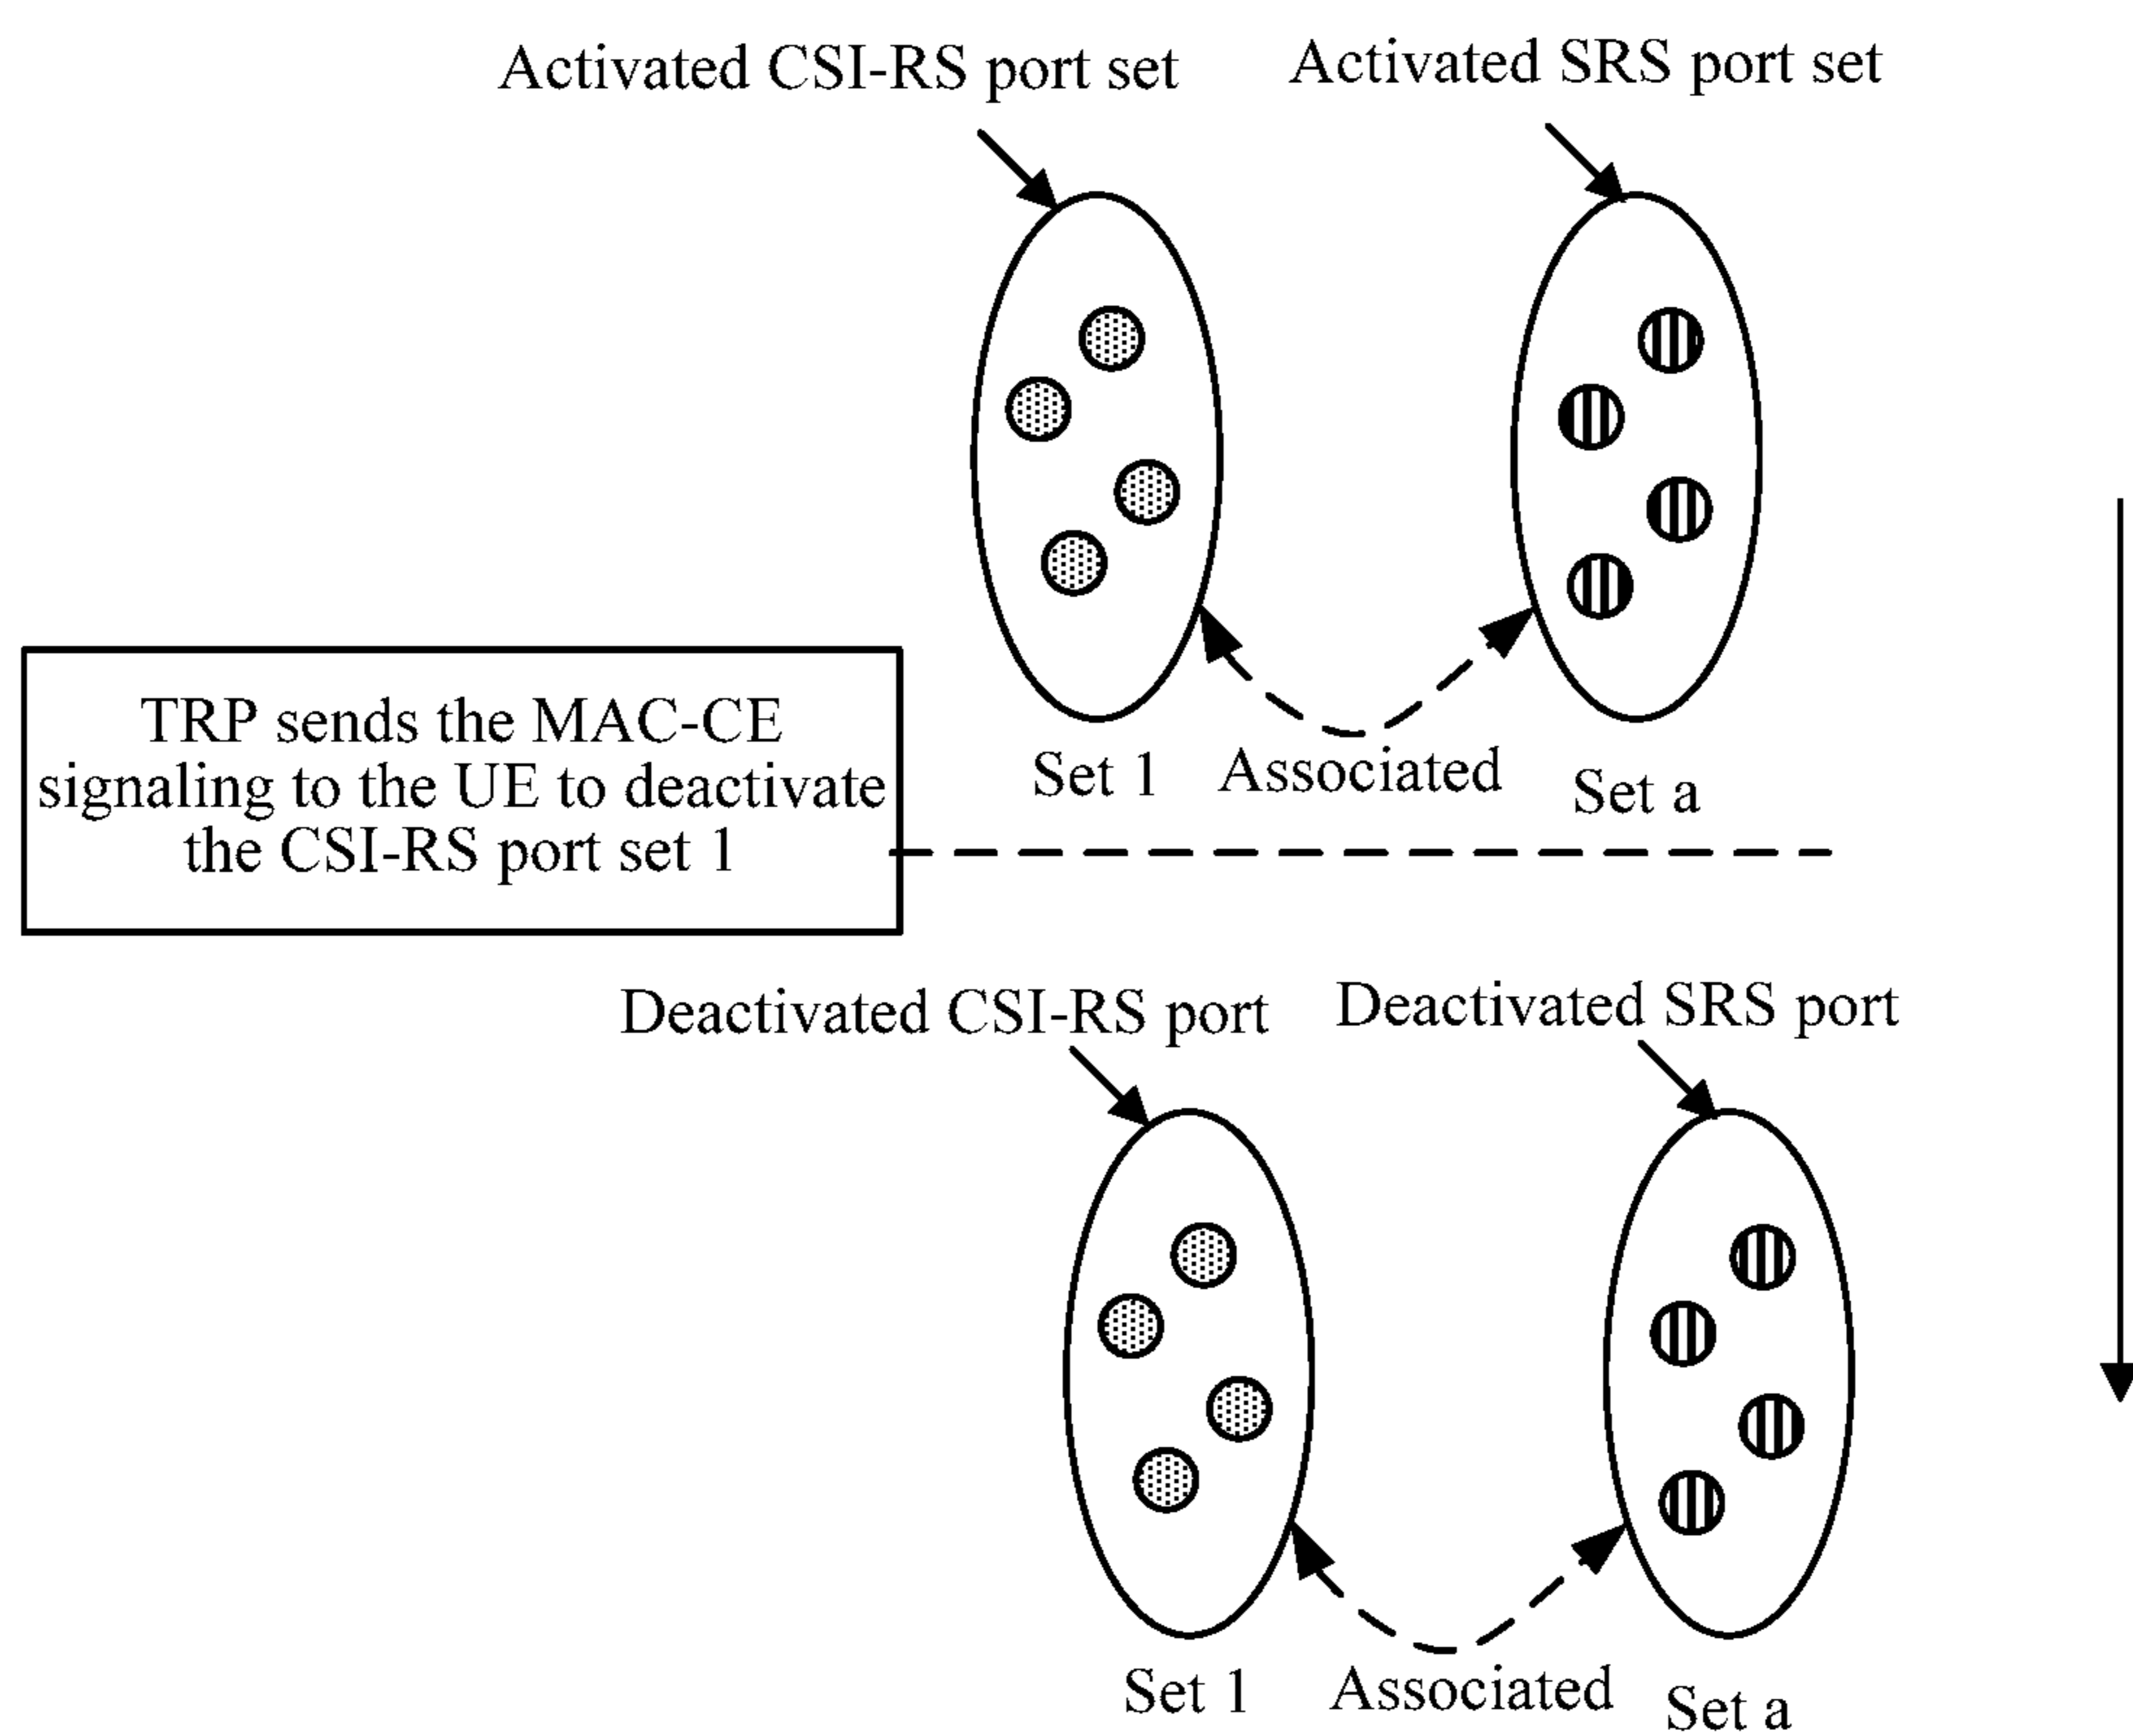 Activated CSI-RS port set
Activated SRS port set
Set 1
Associated
Set a
TRP sends the MAC-CE
signaling to the UE to deactivate
the CSI-RS port set 1
Deactivated CSI-RS port
Deactivated SRS port
Set 1
Associated
Set a